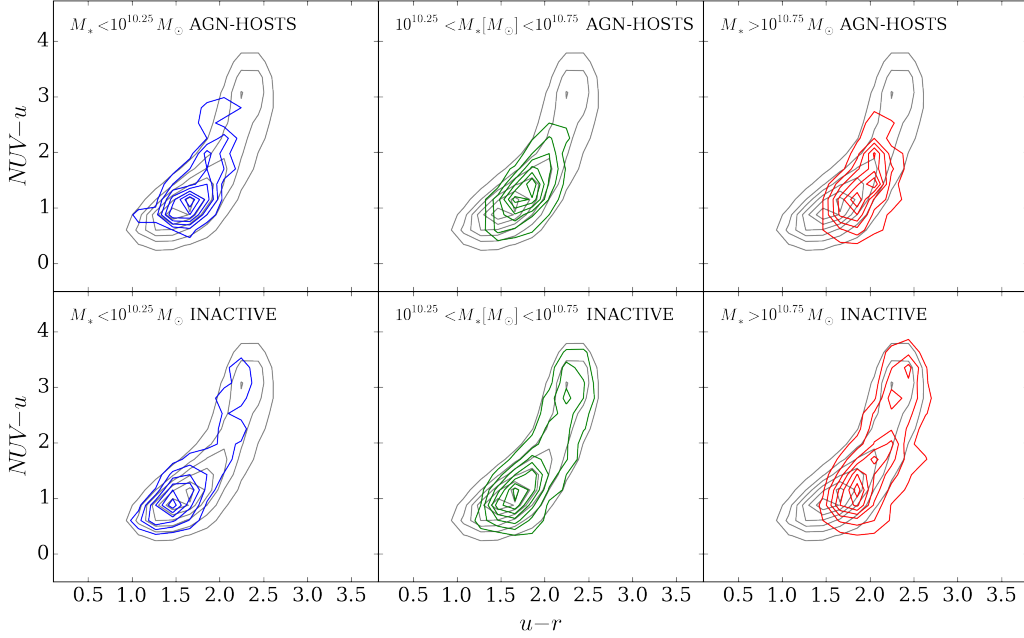 M* < 10^10.25 M⊙ AGN-HOSTS
10^10.25 < M*[M⊙] < 10^10.75 AGN-HOSTS
M* > 10^10.75 M⊙ AGN-HOSTS
4
3
2
1
0
NUV−u
M* < 10^10.25 M⊙ INACTIVE
10^10.25 < M*[M⊙] < 10^10.75 INACTIVE
M* > 10^10.75 M⊙ INACTIVE
4
3
2
1
0
NUV−u
0.5 1.0 1.5 2.0 2.5 3.0 3.5
0.5 1.0 1.5 2.0 2.5 3.0 3.5
0.5 1.0 1.5 2.0 2.5 3.0 3.5
u−r